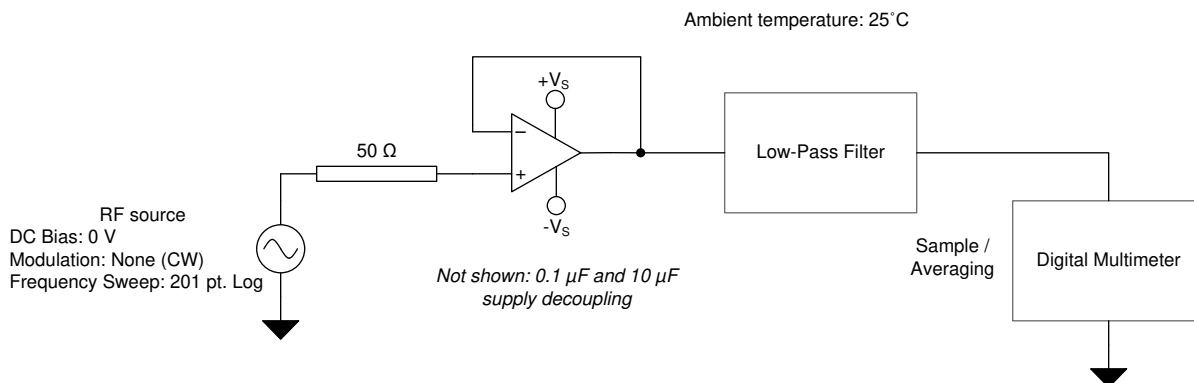 Ambient temperature: 25˚C
+VS
50 Ω
−
+
-VS
Low-Pass Filter
RF source
DC Bias: 0 V
Modulation: None (CW)
Frequency Sweep: 201 pt. Log
Not shown: 0.1 µF and 10 µF
supply decoupling
Sample /
Averaging
Digital Multimeter